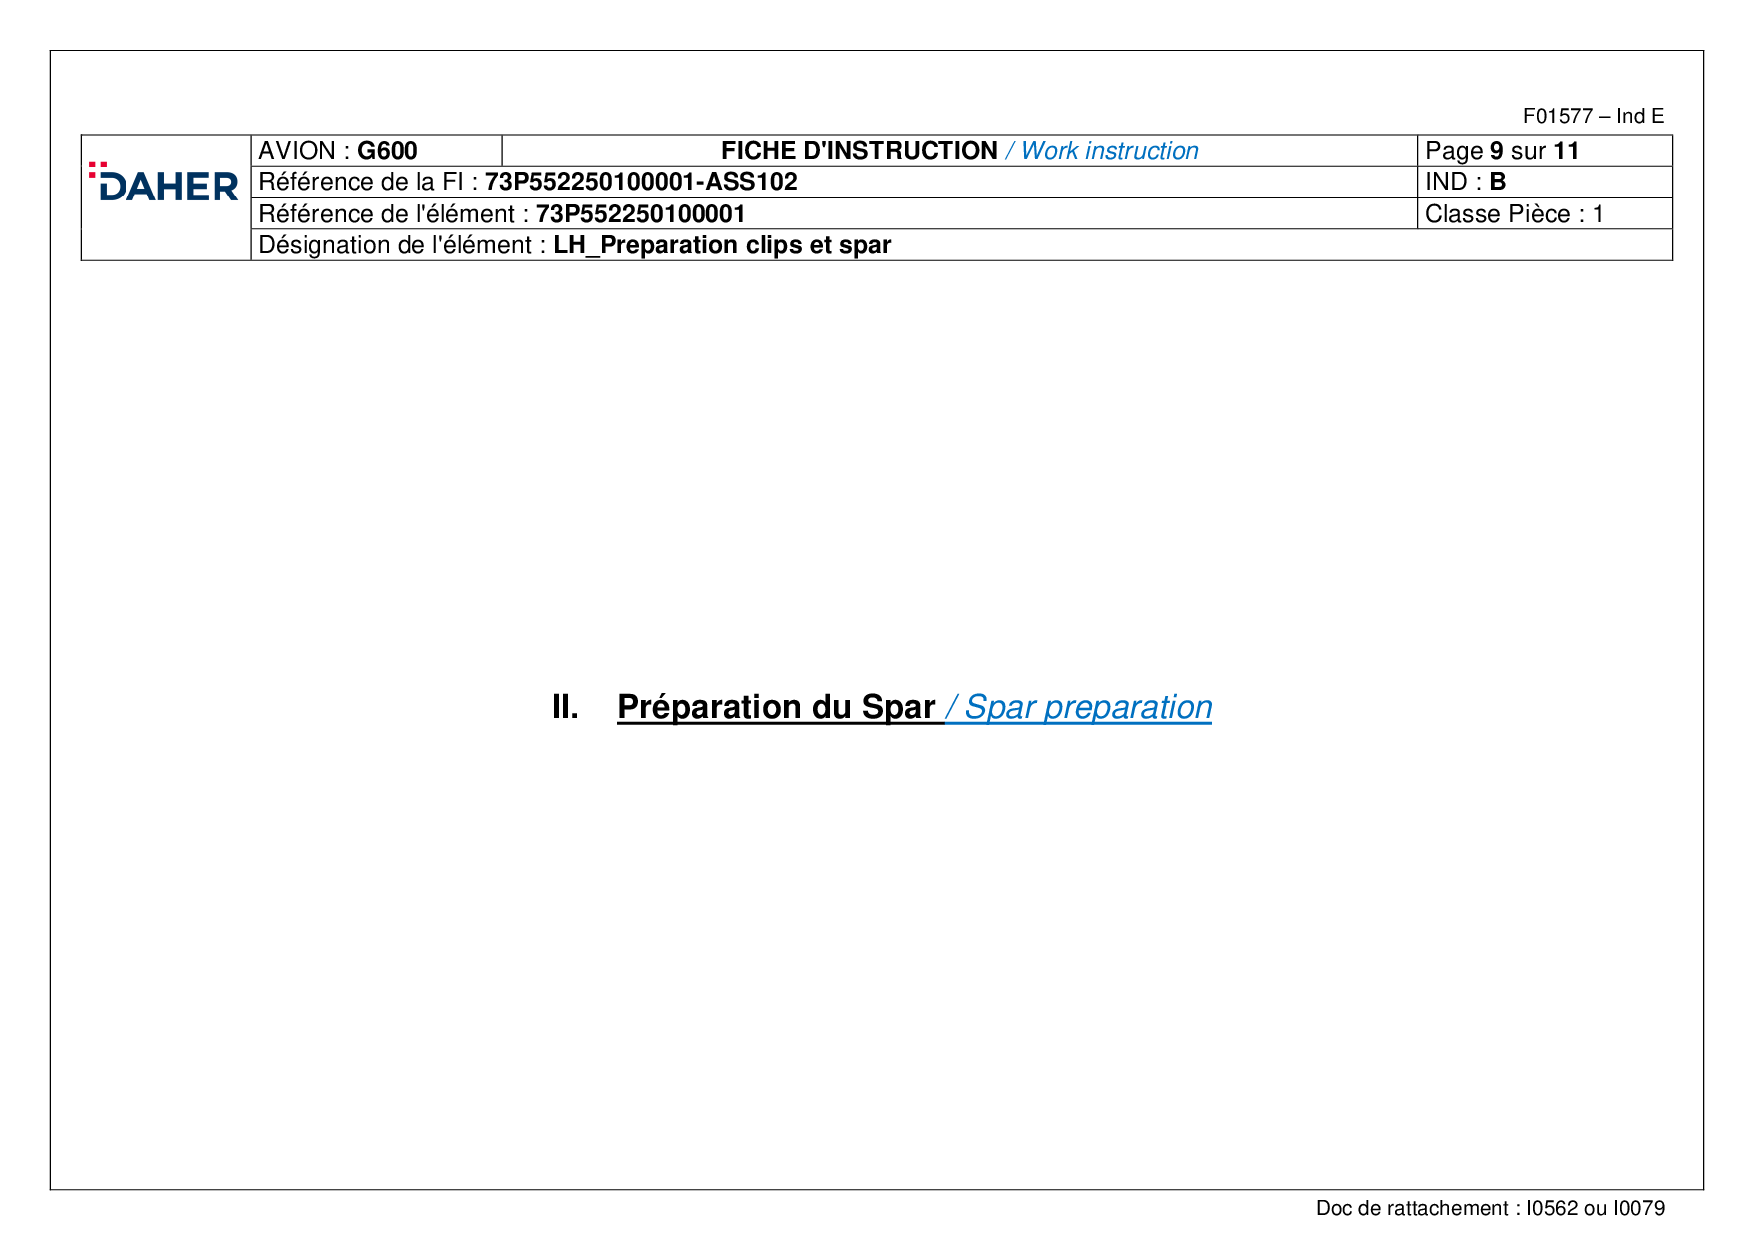 F01577 – Ind E
DAHER
AVION : G600
FICHE D'INSTRUCTION / Work instruction
Page 9 sur 11
Référence de la FI : 73P552250100001-ASS102
IND : B
Référence de l'élément : 73P552250100001
Classe Pièce : 1
Désignation de l'élément : LH_Preparation clips et spar
II. Préparation du Spar / Spar preparation
Doc de rattachement : I0562 ou I0079